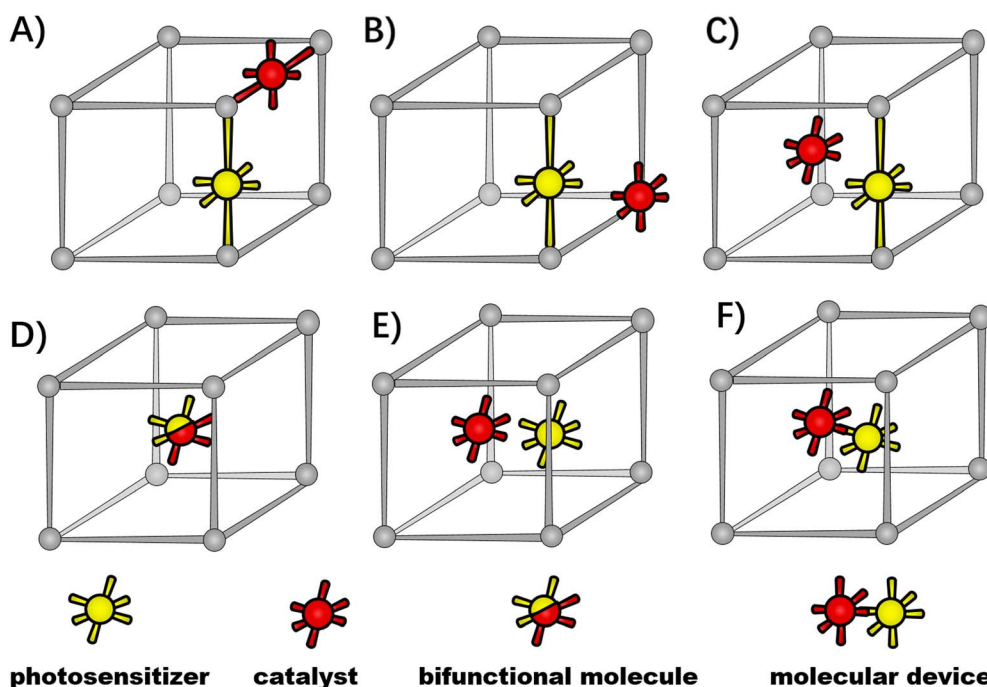 A) B) C)
D) E) F)
photosensitizer catalyst bifunctional molecule molecular device